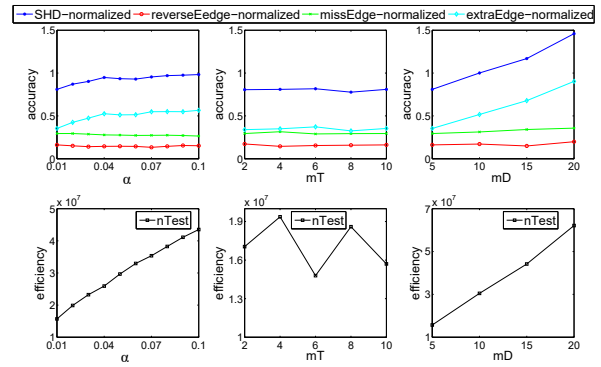 SHD-normalized reverseEedge-normalized missEdge-normalized extraEdge-normalized
1.5 1.5 1.5
accuracy accuracy accuracy
1 1 1
0.5 0.5 0.5
0 0 0
0.01 0.04 0.07 0.1 2 4 6 8 10 5 10 15 20
α mT mD
x 10^7 x 10^7 x 10^7
5 7
nTest nTest nTest
1.9
4 5
efficiency efficiency efficiency
3 1.6
3
2 1.3
1 1 1
0.01 0.04 0.07 0.1 2 4 6 8 10 5 10 15 20
α mT mD